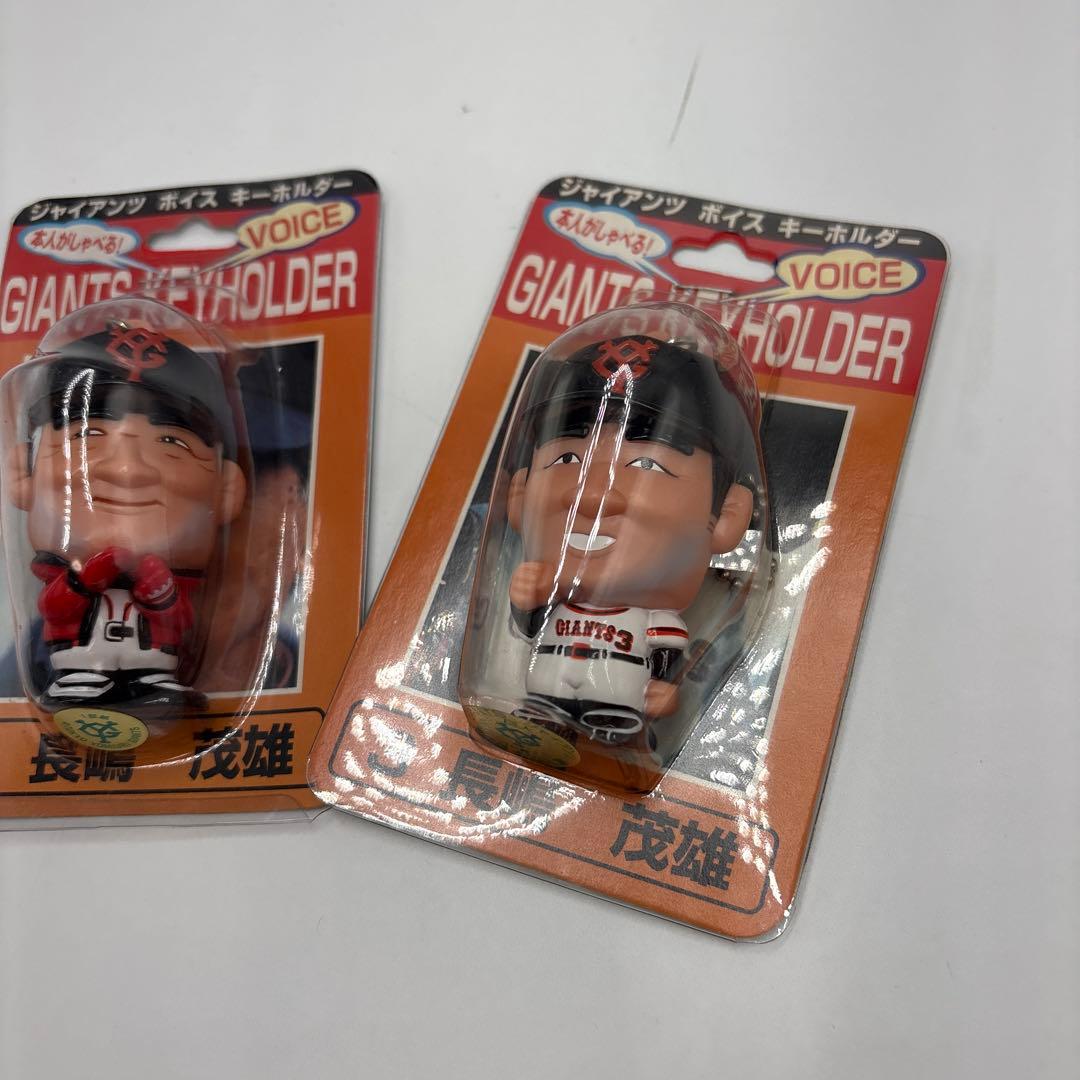 ジャイアンツ ボイス キーホルダー
本人がしゃべる!
VOICE
GIANTS KEYHOLDER
長嶋 茂雄
ジャイアンツ ボイス キーホルダー
本人がしゃべる!
VOICE
GIANTS KEYHOLDER
GIANTS 3
3 長嶋 茂雄